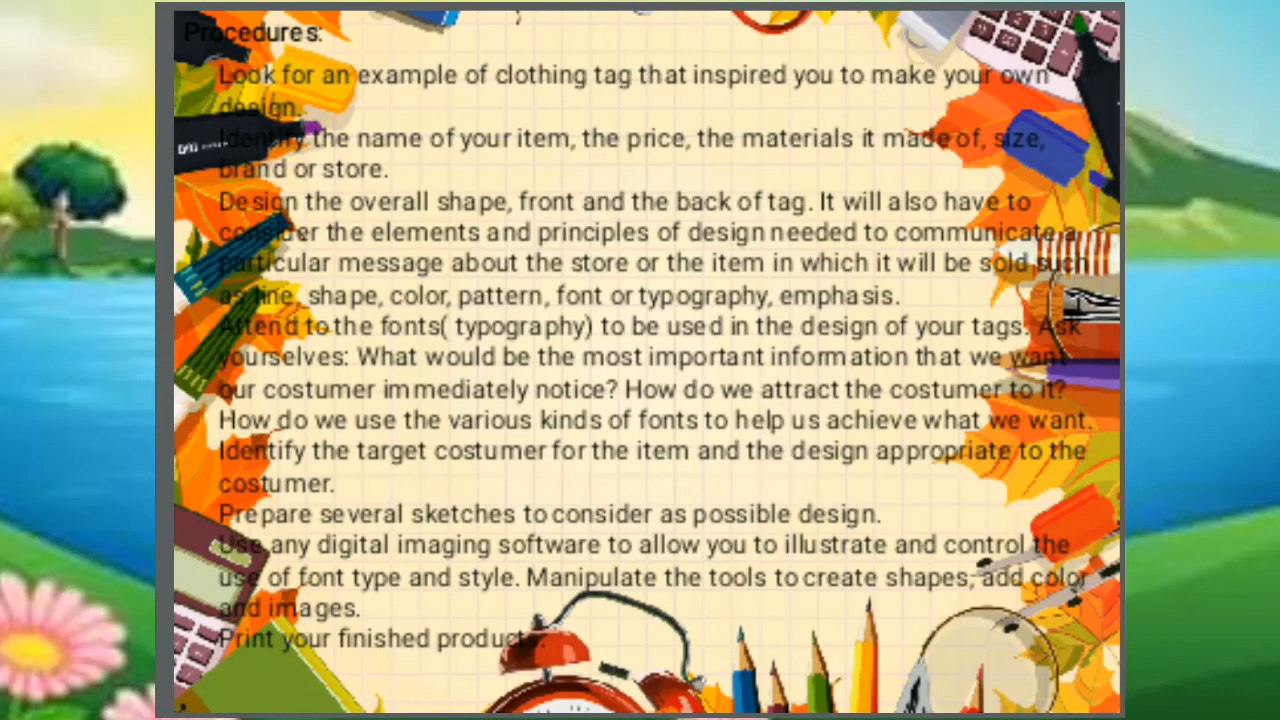 Procedures:
Look for an example of clothing tag that inspired you to make your own
design.
Identify the name of your item, the price, the materials it made of, size,
brand or store.
Design the overall shape, front and the back of tag. It will also have to
consider the elements and principles of design needed to communicate a
particular message about the store or the item in which it will be sold such
as line, shape, color, pattern, font or typography, emphasis.
Attend to the fonts( typography) to be used in the design of your tags. Ask
yourselves: What would be the most important information that we want
our costumer immediately notice? How do we attract the costumer to it?
How do we use the various kinds of fonts to help us achieve what we want.
Identify the target costumer for the item and the design appropriate to the
costumer.
Prepare several sketches to consider as possible design.
Use any digital imaging software to allow you to illustrate and control the
use of font type and style. Manipulate the tools to create shapes, add color
and images.
Print your finished products.